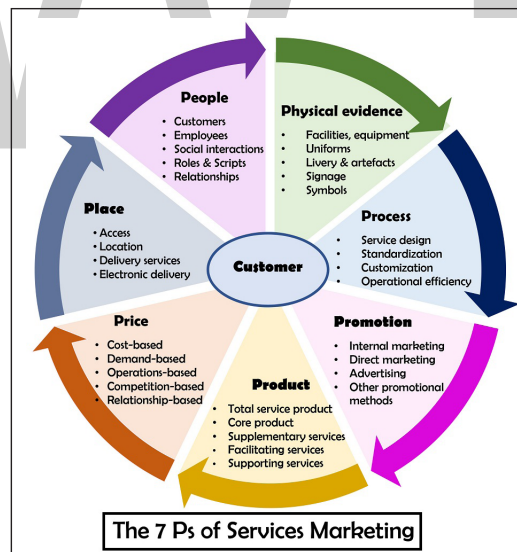 People
• Customers
• Employees
• Social interactions
• Roles & Scripts
• Relationships
Physical evidence
• Facilities, equipment
• Uniforms
• Livery & artefacts
• Signage
• Symbols
Process
• Service design
• Standardization
• Customization
• Operational efficiency
Promotion
• Internal marketing
• Direct marketing
• Advertising
• Other promotional
methods
Product
• Total service product
• Core product
• Supplementary services
• Facilitating services
• Supporting services
Price
• Cost-based
• Demand-based
• Operations-based
• Competition-based
• Relationship-based
Place
• Access
• Location
• Delivery services
• Electronic delivery
Customer
The 7 Ps of Services Marketing